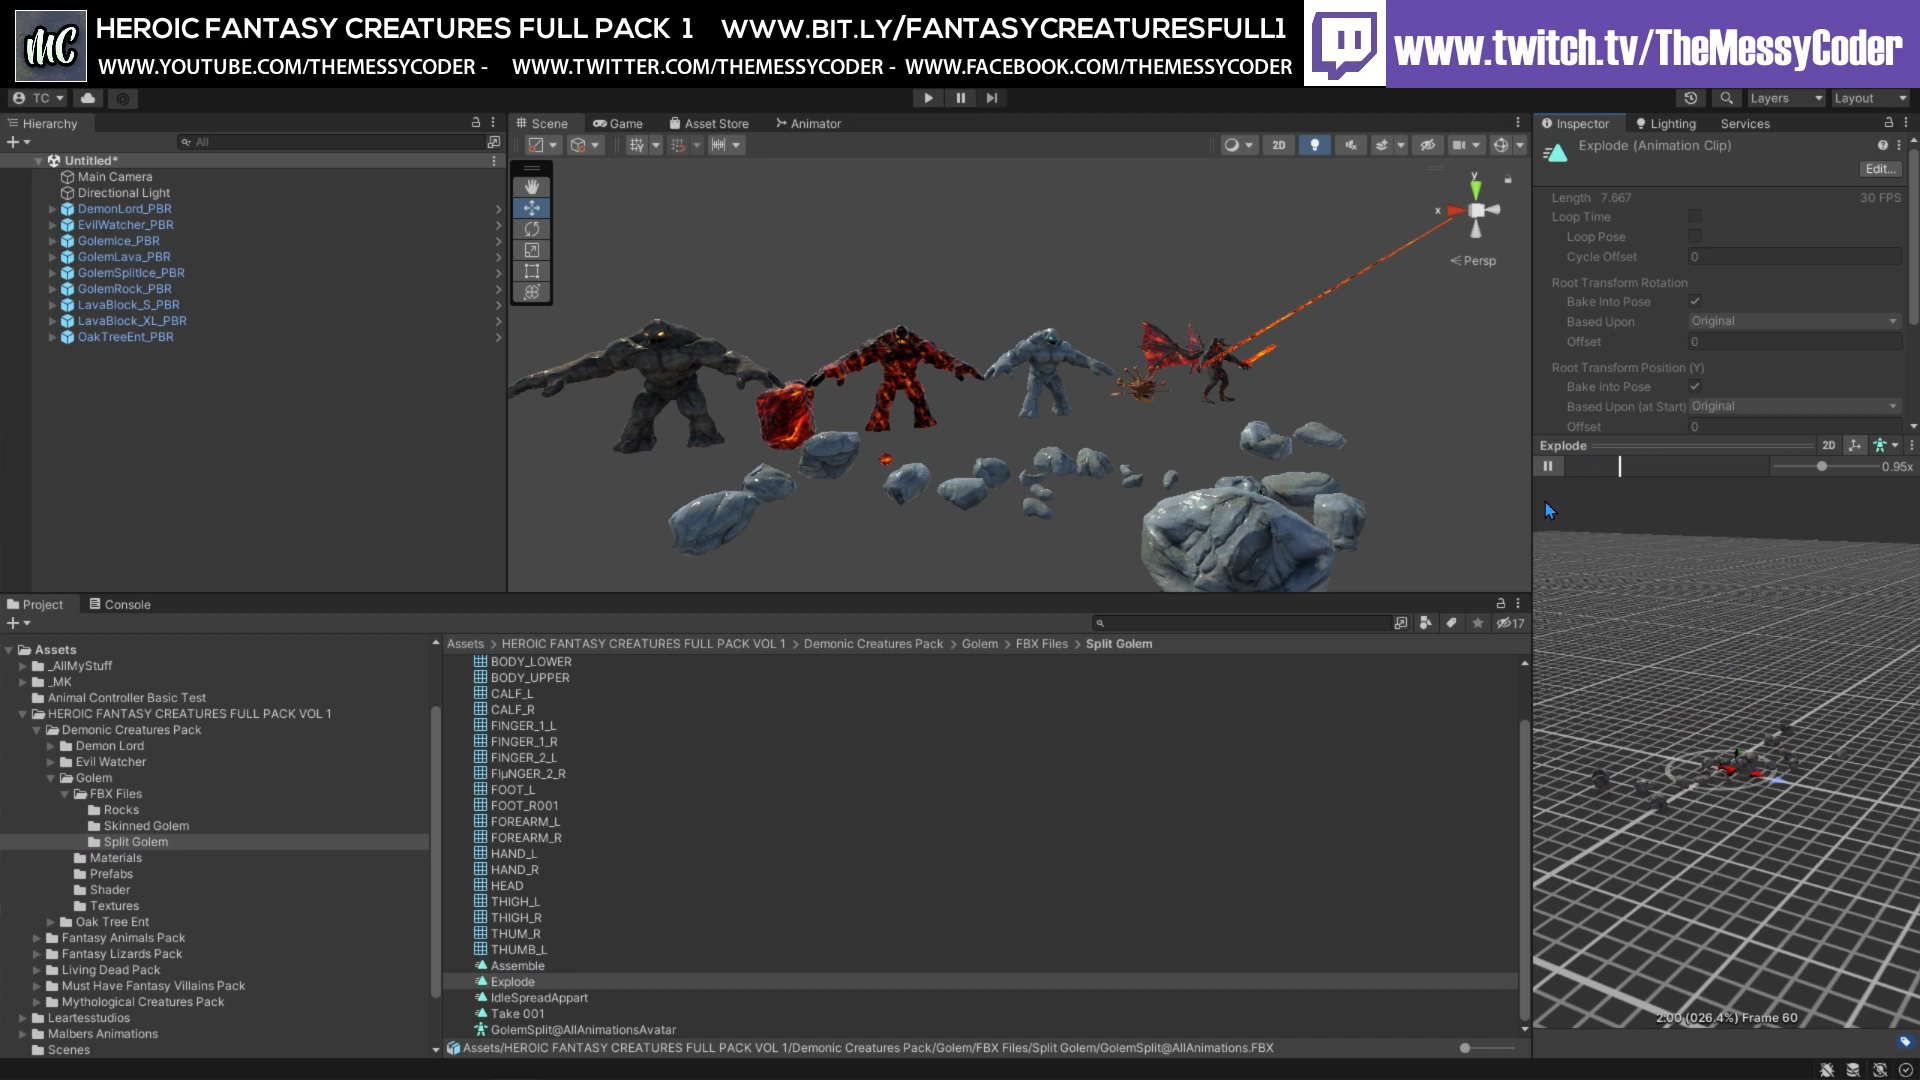 MC
HEROIC FANTASY CREATURES FULL PACK 1 WWW.BIT.LY/FANTASYCREATURESFULL1
WWW.YOUTUBE.COM/THEMESSYCODER - WWW.TWITTER.COM/THEMESSYCODER - WWW.FACEBOOK.COM/THEMESSYCODER
www.twitch.tv/TheMessyCoder
TC
Layers
Layout
Hierarchy
All
Untitled*
Main Camera
Directional Light
DemonLord_PBR
EvilWatcher_PBR
GolemIce_PBR
GolemLava_PBR
GolemSplitIce_PBR
GolemRock_PBR
LavaBlock_S_PBR
LavaBlock_XL_PBR
OakTreeEnt_PBR
Scene Game Asset Store Animator
2D
y
x
Persp
Inspector Lighting Services
Explode (Animation Clip)
Edit...
Length 7.667 30 FPS
Loop Time
Loop Pose
Cycle Offset 0
Root Transform Rotation
Bake Into Pose
Based Upon Original
Offset 0
Root Transform Position (Y)
Bake Into Pose
Based Upon (at Start) Original
Offset 0
Explode 2D
0.95x
2:00 (026.4%) Frame 60
Project Console
17
Assets
_AllMyStuff
_MK
Animal Controller Basic Test
HEROIC FANTASY CREATURES FULL PACK VOL 1
Demonic Creatures Pack
Demon Lord
Evil Watcher
Golem
FBX Files
Rocks
Skinned Golem
Split Golem
Materials
Prefabs
Shader
Textures
Oak Tree Ent
Fantasy Animals Pack
Fantasy Lizards Pack
Living Dead Pack
Must Have Fantasy Villains Pack
Mythological Creatures Pack
Leartesstudios
Malbers Animations
Scenes
Assets > HEROIC FANTASY CREATURES FULL PACK VOL 1 > Demonic Creatures Pack > Golem > FBX Files > Split Golem
BODY_LOWER
BODY_UPPER
CALF_L
CALF_R
FINGER_1_L
FINGER_1_R
FINGER_2_L
FIµNGER_2_R
FOOT_L
FOOT_R001
FOREARM_L
FOREARM_R
HAND_L
HAND_R
HEAD
THIGH_L
THIGH_R
THUM_R
THUMB_L
Assemble
Explode
IdleSpreadAppart
Take 001
GolemSplit@AllAnimationsAvatar
Assets/HEROIC FANTASY CREATURES FULL PACK VOL 1/Demonic Creatures Pack/Golem/FBX Files/Split Golem/GolemSplit@AllAnimations.FBX